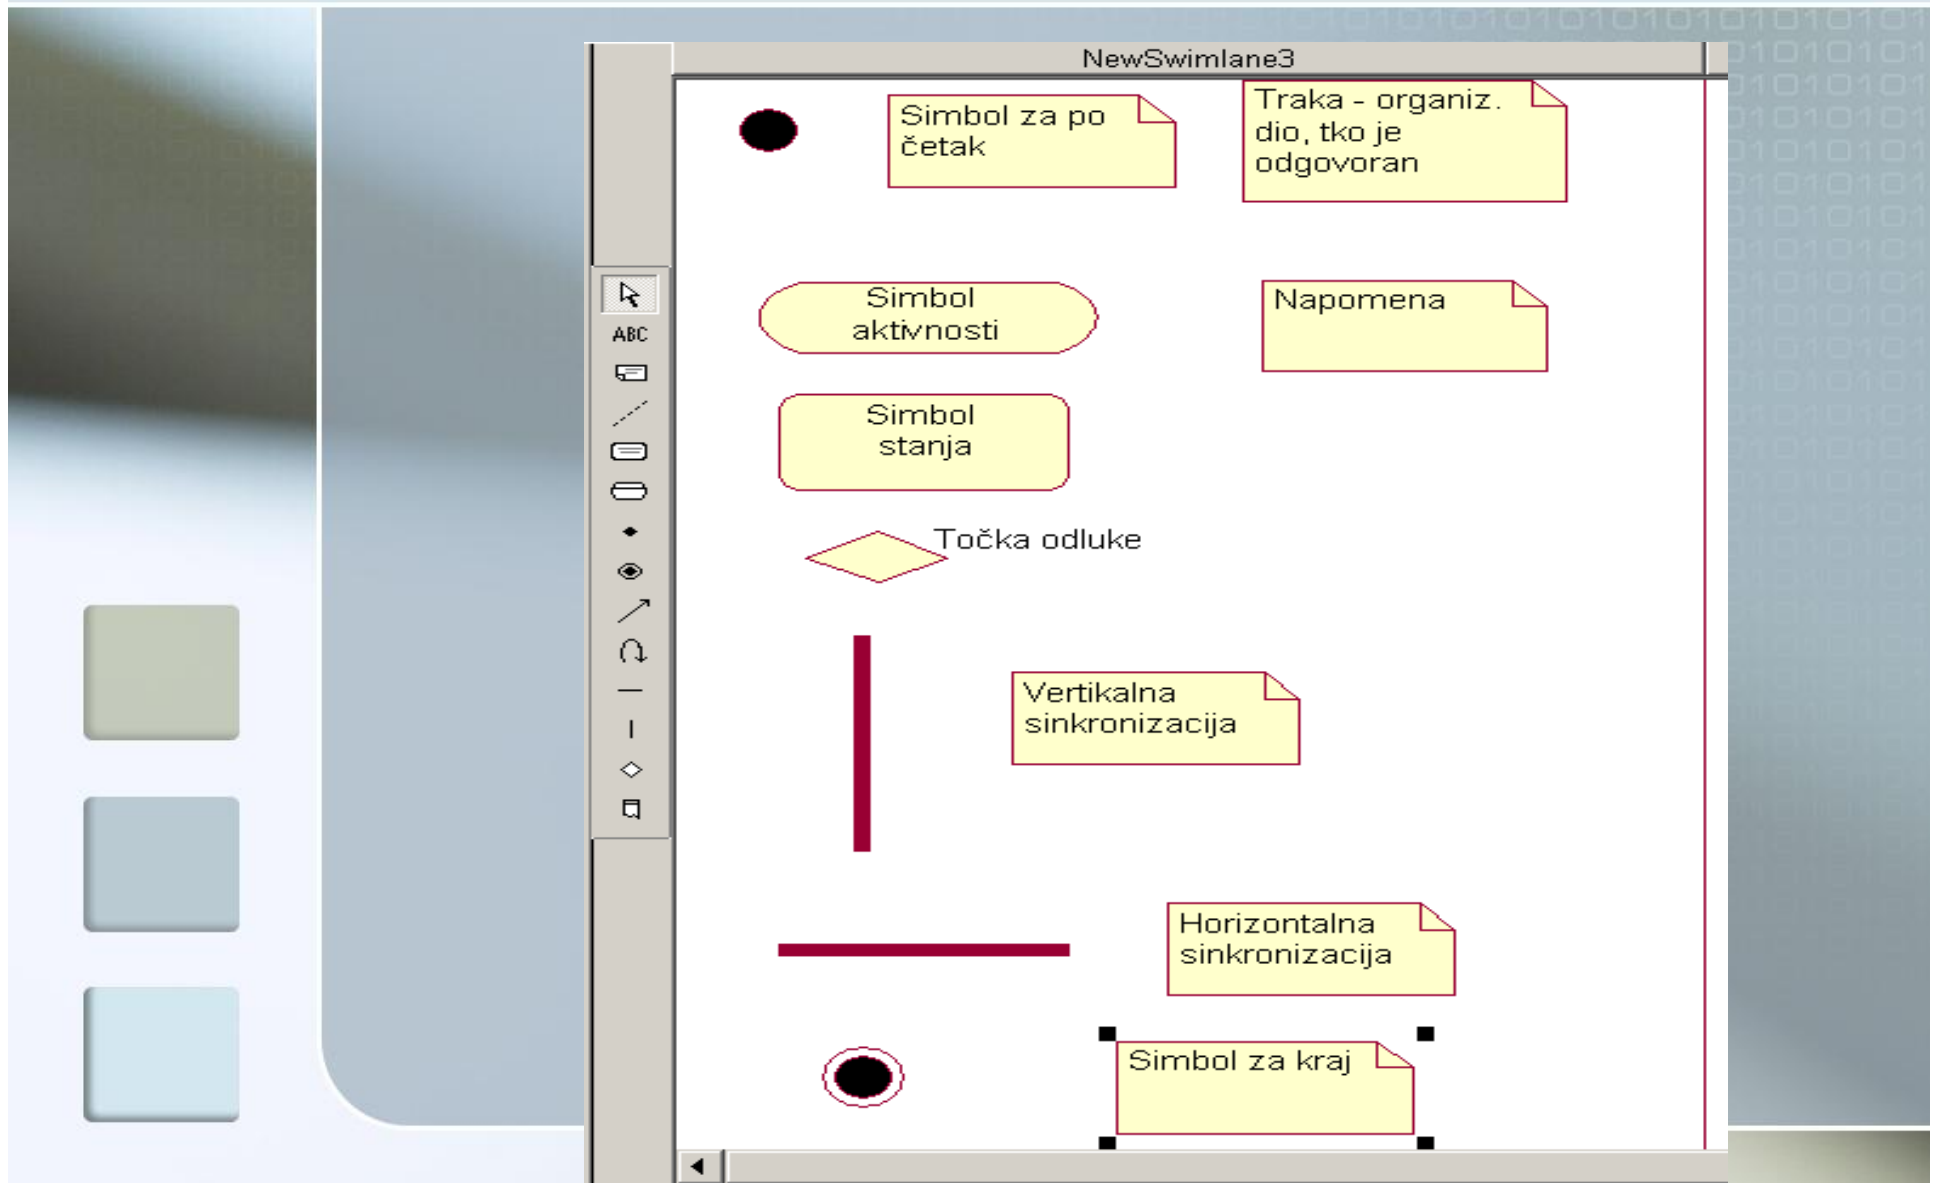 NewSwimlane3
Simbol za po
četak
Traka - organiz.
dio, tko je
odgovoran
Simbol
aktivnosti
Napomena
ABC
Simbol
stanja
Točka odluke
Vertikalna
sinkronizacija
Horizontalna
sinkronizacija
Simbol za kraj